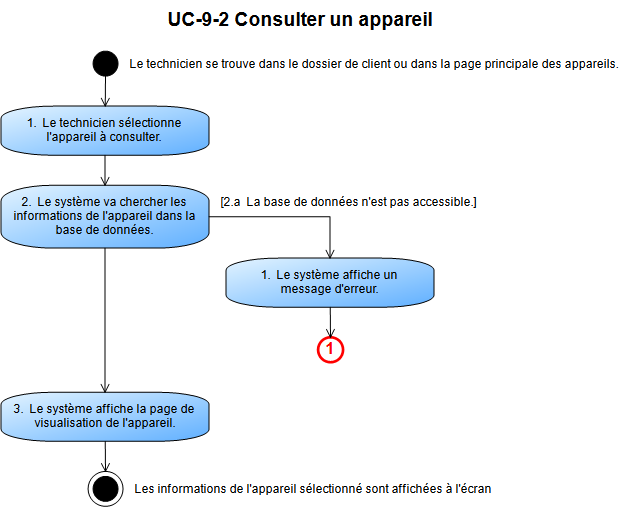 UC-9-2 Consulter un appareil
Le technicien se trouve dans le dossier de client ou dans la page principale des appareils.
1. Le technicien sélectionne
l'appareil à consulter.
2. Le système va chercher les
informations de l'appareil dans la
base de données.
[2.a La base de données n'est pas accessible.]
1. Le système affiche un
message d'erreur.
1
3. Le système affiche la page de
visualisation de l'appareil.
Les informations de l'appareil sélectionné sont affichées à l'écran